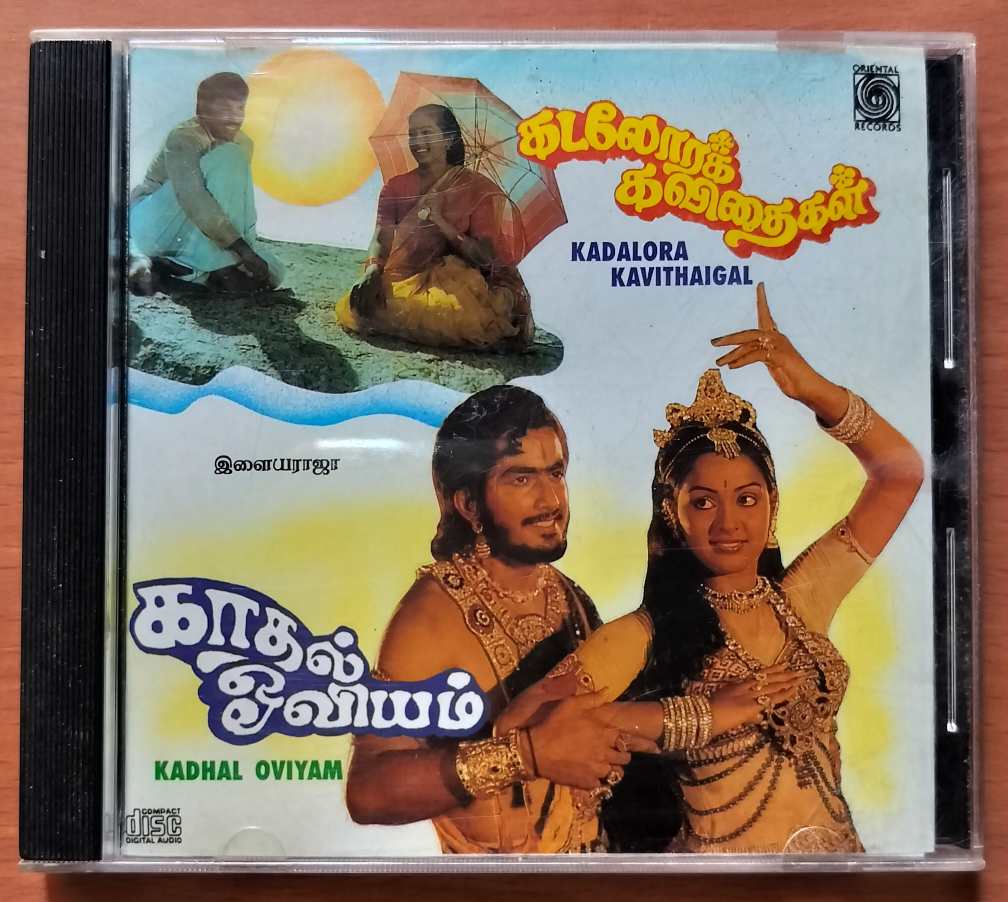 ORIENTAL
RECORDS
கடலோரக்
கவிதைகள்
KADALORA
KAVITHAIGAL
இளையராஜா
காதல்
ஓவியம்
KADHAL OVIYAM
COMPACT
disc
DIGITAL AUDIO